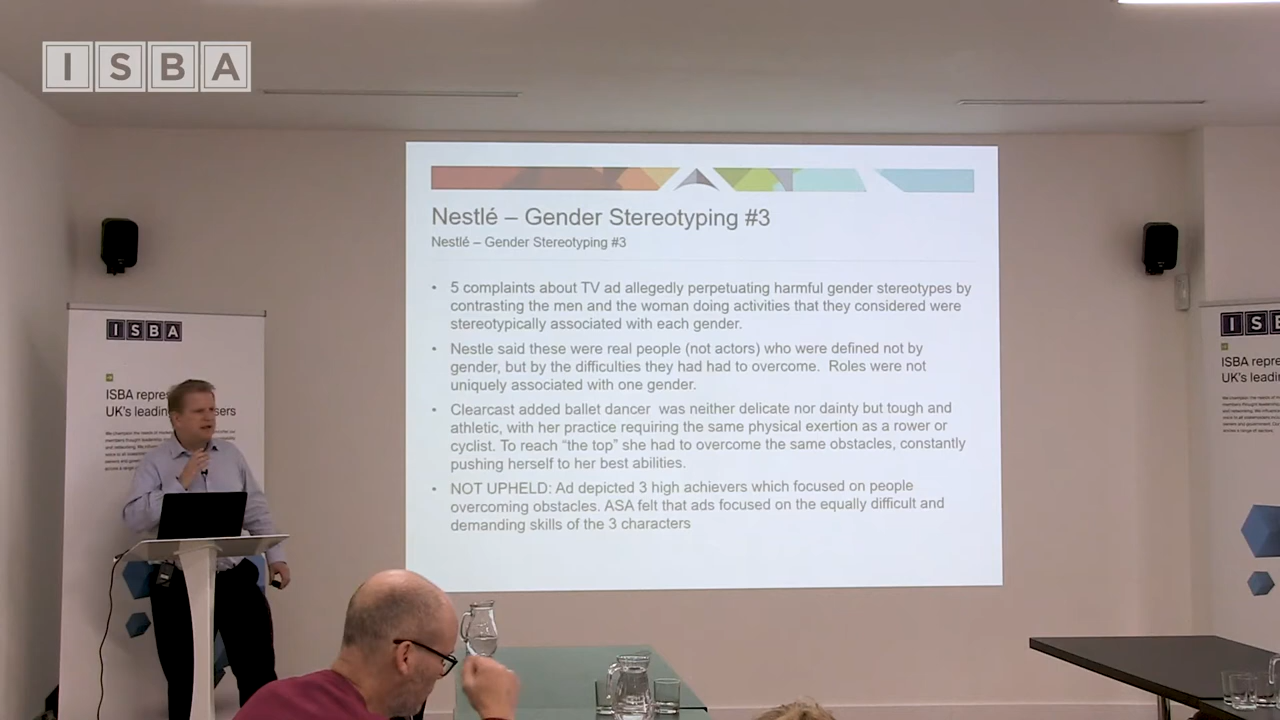 ISBA
Nestlé – Gender Stereotyping #3
Nestlé – Gender Stereotyping #3
• 5 complaints about TV ad allegedly perpetuating harmful gender stereotypes by
contrasting the men and the woman doing activities that they considered were
stereotypically associated with each gender.
• Nestle said these were real people (not actors) who were defined not by
gender, but by the difficulties they had had to overcome. Roles were not
uniquely associated with one gender.
• Clearcast added ballet dancer was neither delicate nor dainty but tough and
athletic, with her practice requiring the same physical exertion as a rower or
cyclist. To reach “the top” she had to overcome the same obstacles, constantly
pushing herself to her best abilities.
• NOT UPHELD: Ad depicted 3 high achievers which focused on people
overcoming obstacles. ASA felt that ads focused on the equally difficult and
demanding skills of the 3 characters
ISBA
ISBA repre
UK's leadin sers
ISB
ISBA repre
UK's leadi